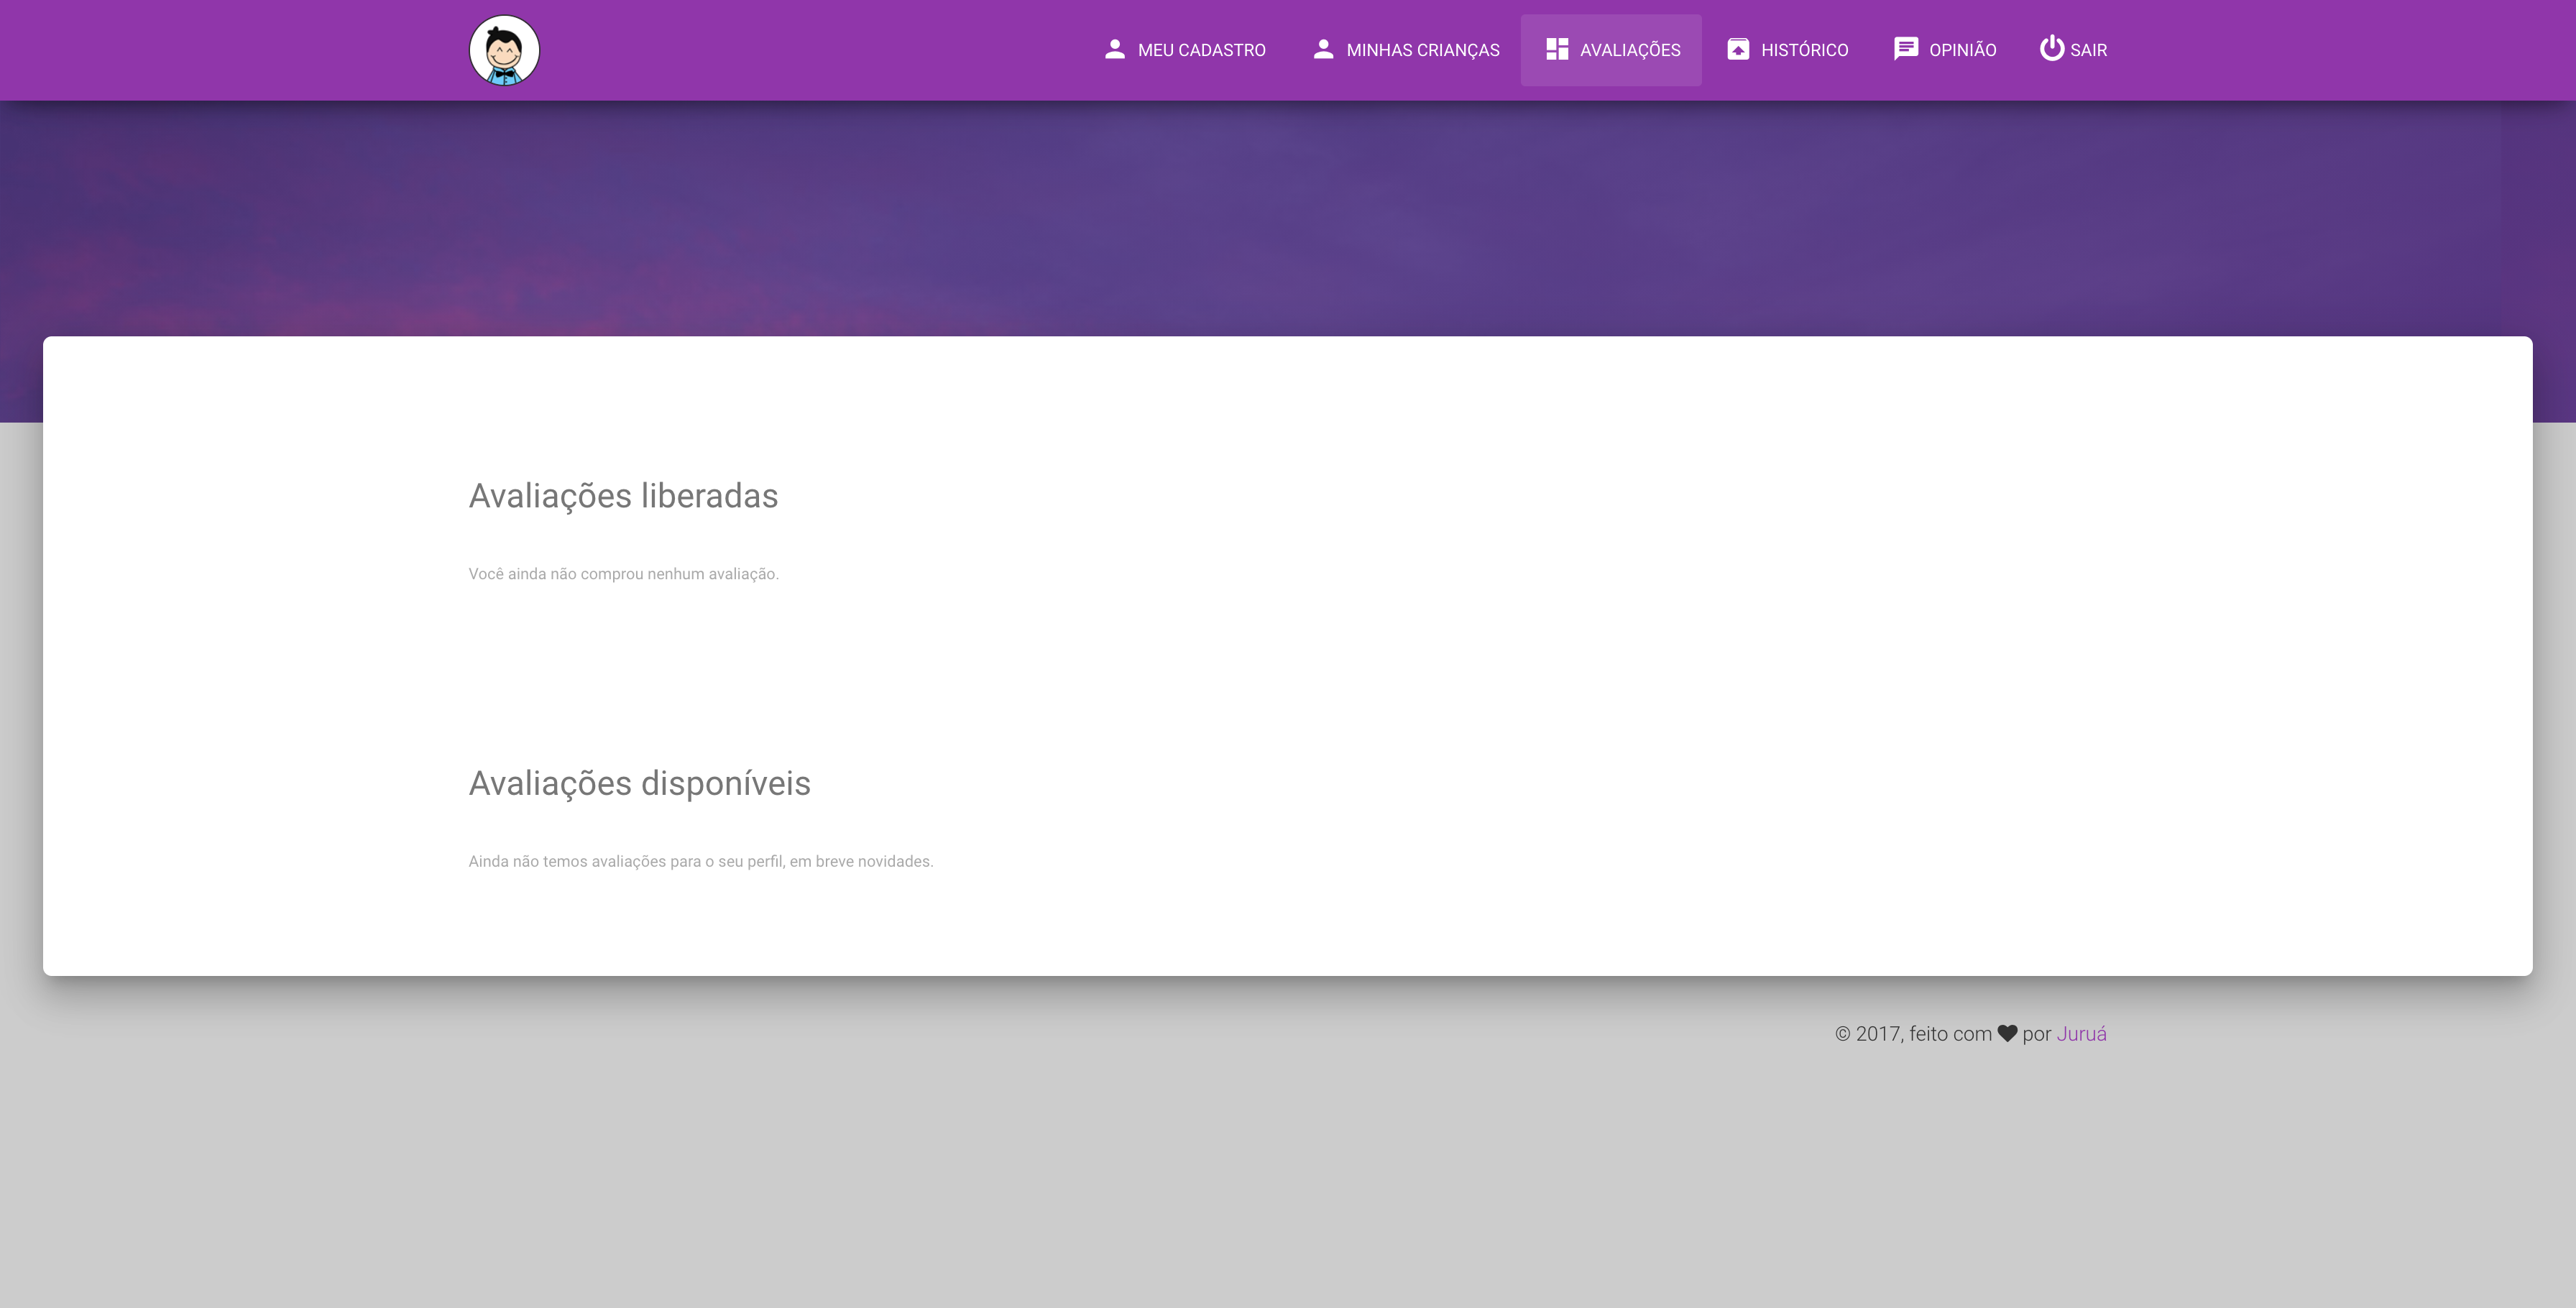 MEU CADASTRO
MINHAS CRIANÇAS
AVALIAÇÕES
HISTÓRICO
OPINIÃO
SAIR
Avaliações liberadas
Você ainda não comprou nenhum avaliação.
Avaliações disponíveis
Ainda não temos avaliações para o seu perfil, em breve novidades.
© 2017, feito com ♥ por Juruá